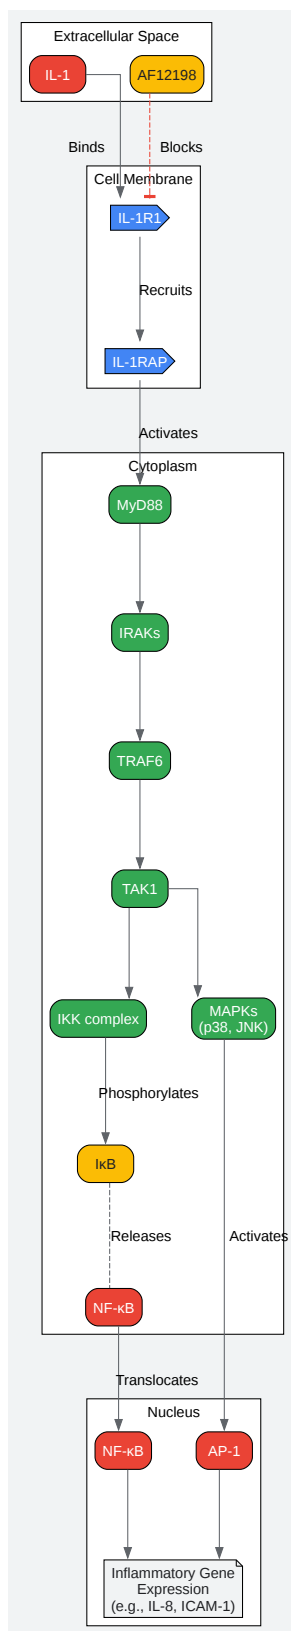 Extracellular Space
IL-1
AF12198
Binds
Blocks
Cell Membrane
IL-1R1
Recruits
IL-1RAP
Activates
Cytoplasm
MyD88
IRAKs
TRAF6
TAK1
IKK complex
MAPKs
(p38, JNK)
Phosphorylates
IκB
Releases
Activates
NF-κB
Translocates
Nucleus
NF-κB
AP-1
Inflammatory Gene
Expression
(e.g., IL-8, ICAM-1)